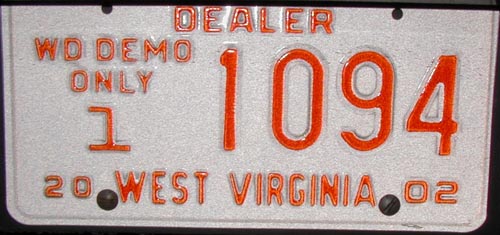 DEALER
WD DEMO
ONLY
1 1094
20 WEST VIRGINIA 02